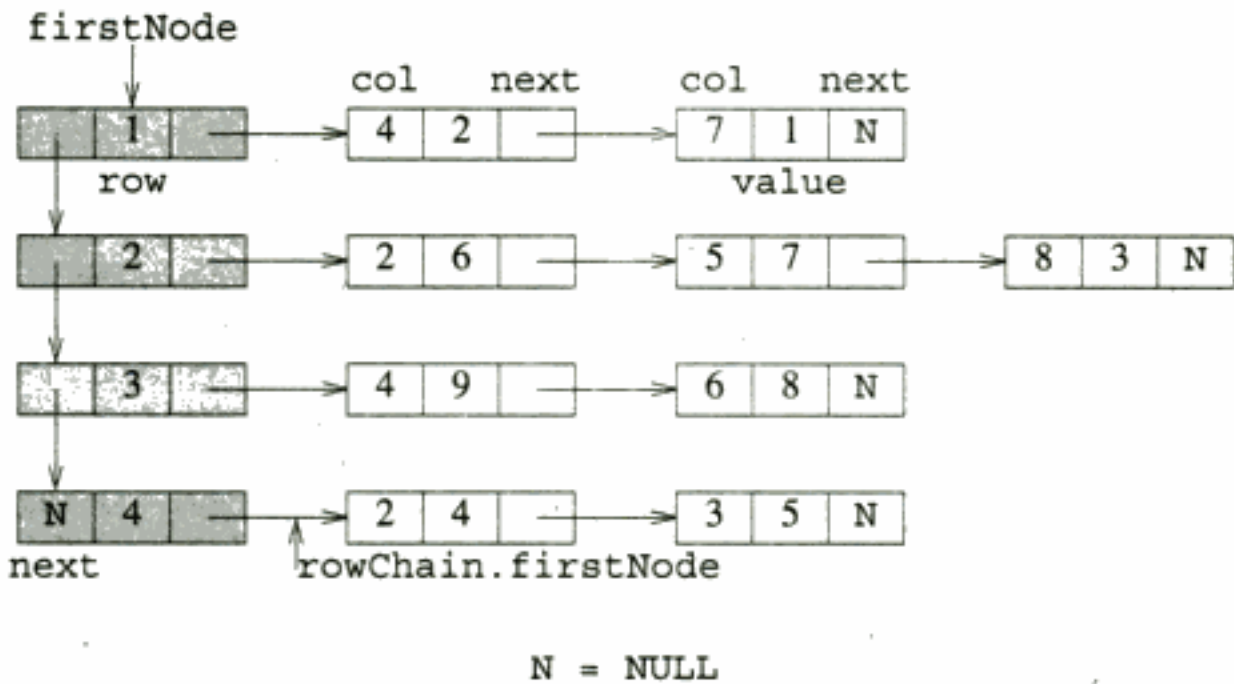 firstNode
col next col next
1 4 2 7 1 N
row value
2 2 6 5 7 8 3 N
3 4 9 6 8 N
N 4 2 4 3 5 N
next rowChain.firstNode
N = NULL